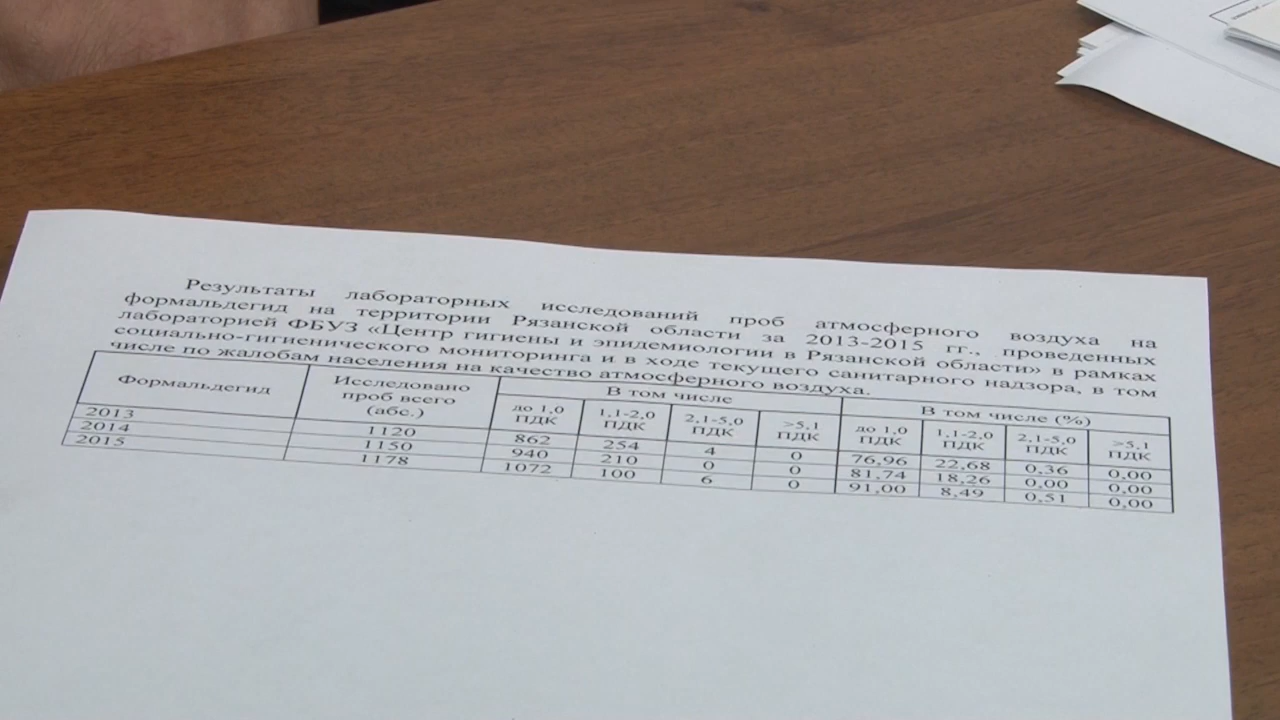 Результаты лабораторных исследований проб атмосферного воздуха на
формальдегид на территории Рязанской области за 2013-2015 гг., проведенных
лабораторией ФБУЗ «Центр гигиены и эпидемиологии в Рязанской области» в рамках
социально-гигиенического мониторинга и в ходе текущего санитарного надзора, в том
числе по жалобам населения на качество атмосферного воздуха.
Формальдегид Исследовано проб всего (абс.) В том числе В том числе (%)
до 1,0 ПДК 1,1-2,0 ПДК 2,1-5,0 ПДК >5,1 ПДК до 1,0 ПДК 1,1-2,0 ПДК 2,1-5,0 ПДК >5,1 ПДК
2013 1120 862 254 4 0 76,96 22,68 0,36 0,00
2014 1150 940 210 0 0 81,74 18,26 0,00 0,00
2015 1178 1072 100 6 0 91,00 8,49 0,51 0,00